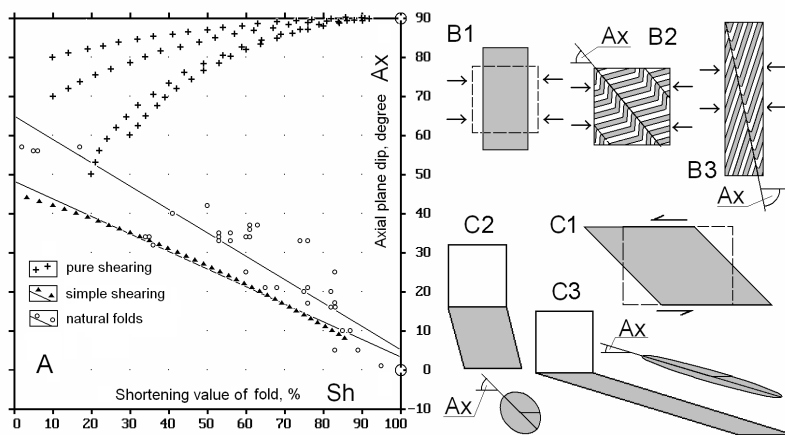 90
80
70
60
50
40
30
20
10
0
-10
Ax
Axial plane dip, degree
pure shearing
simple shearing
natural folds
A
Shortening value of fold, %
Sh
0 10 20 30 40 50 60 70 80 90 100
B1
Ax
B2
B3
Ax
C2
C1
C3
Ax
Ax